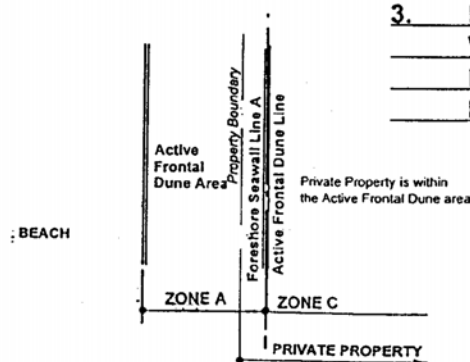 3.
Active
Frontal
Dune Area
Property Boundary
Foreshore Seawall Line A
Active Frontal Dune Line
Private Property is within
the Active Frontal Dune area
BEACH
ZONE A
ZONE C
PRIVATE PROPERTY